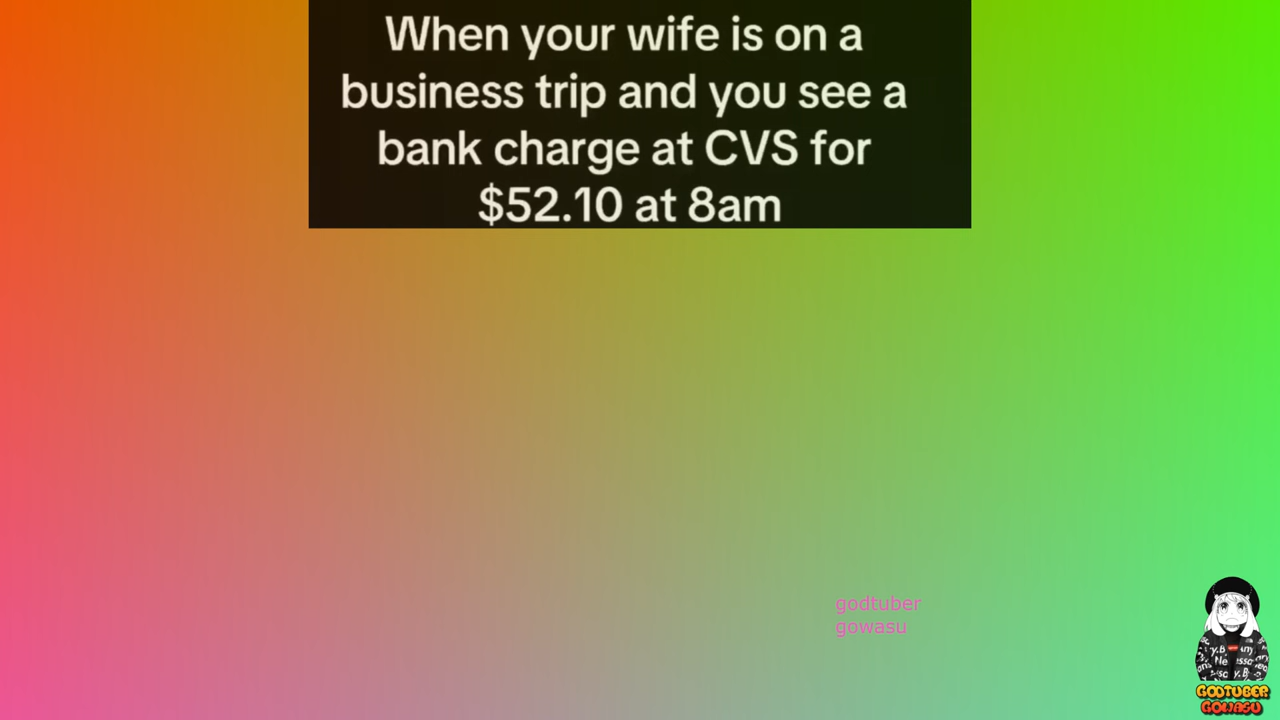 When your wife is on a
business trip and you see a
bank charge at CVS for
$52.10 at 8am
godtuber
gowasu
GODTUBER
GOWASU